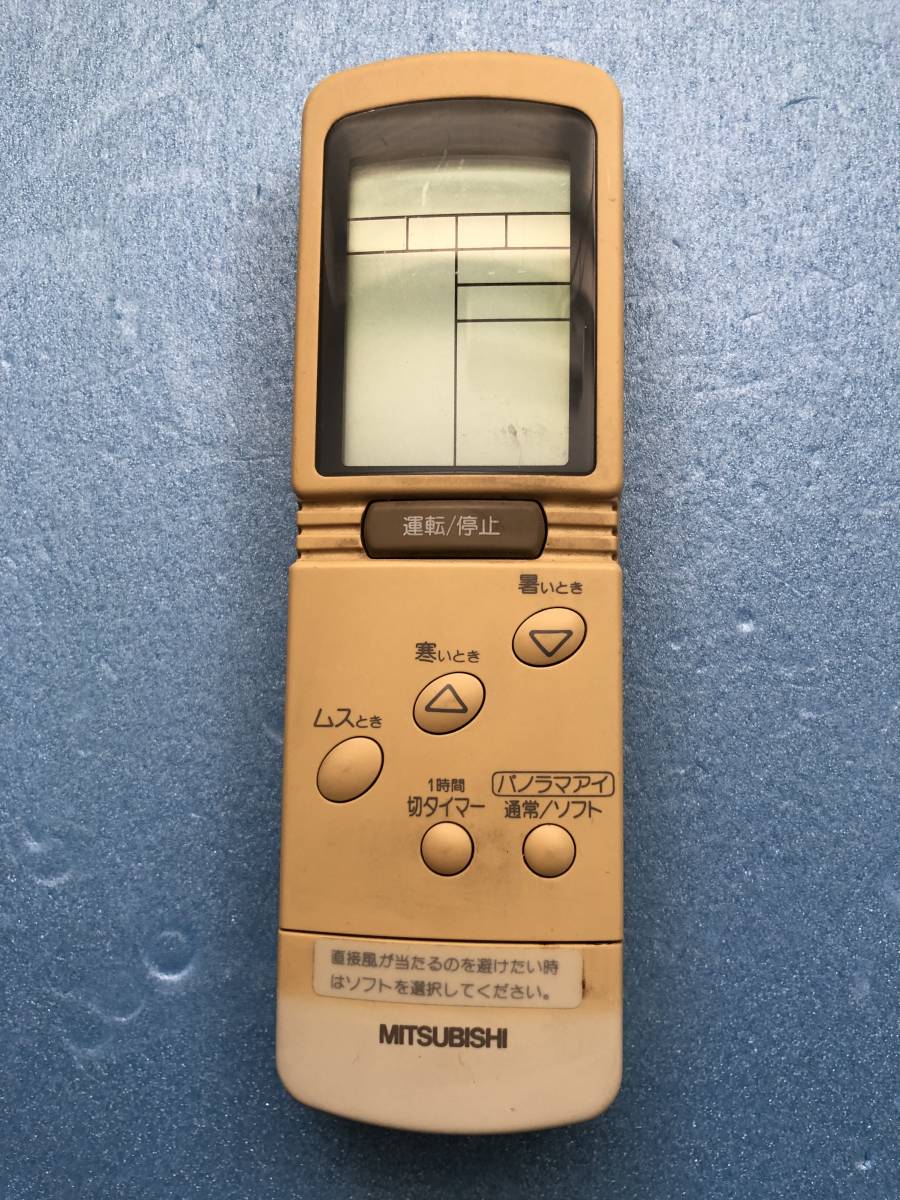 運転/停止
暑いとき
寒いとき
ムスとき
1時間
切タイマー
パノラマアイ
通常/ソフト
直接風が当たるのを避けたい時
はソフトを選択してください。
MITSUBISHI